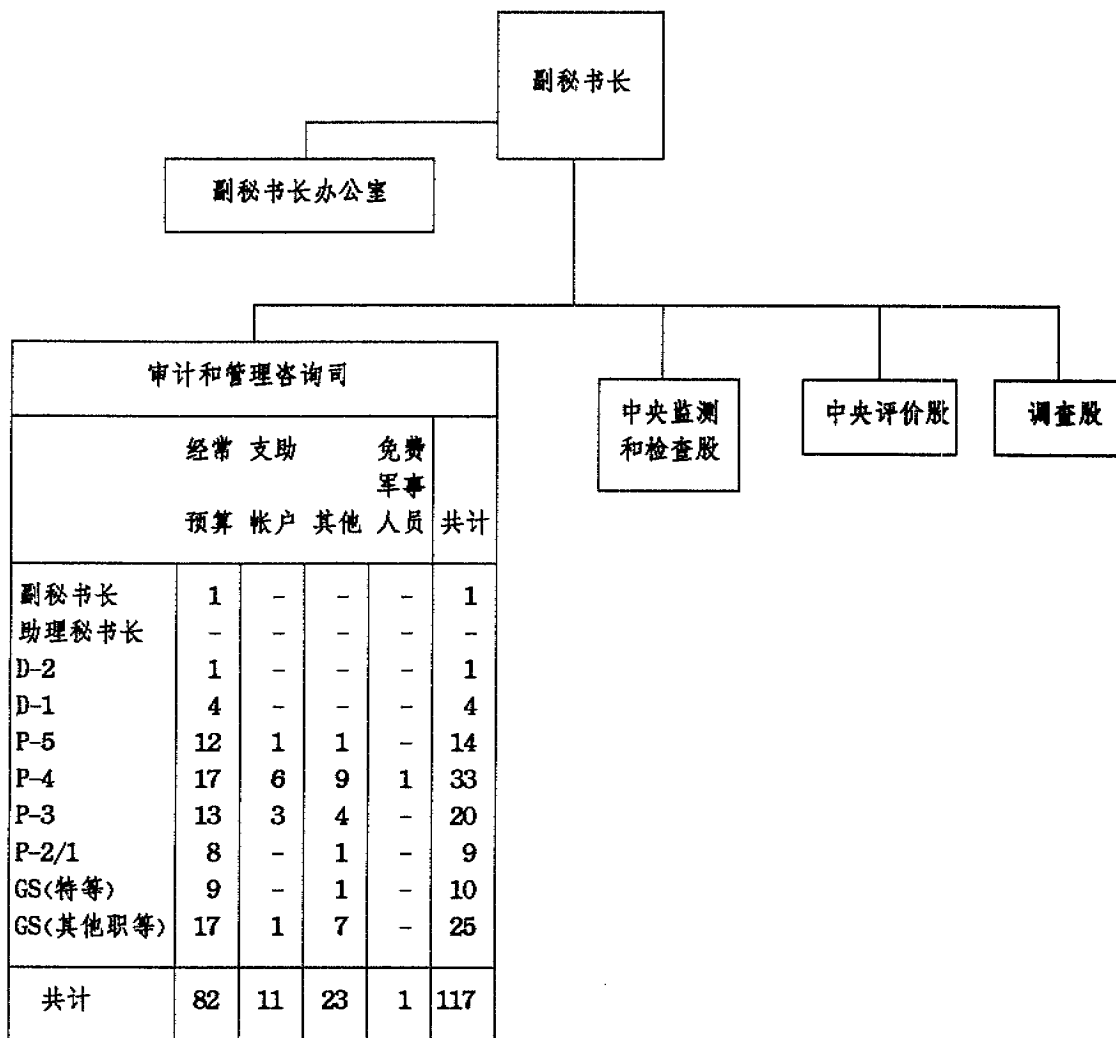 副秘书长
副秘书长办公室
审计和管理咨询司
中央监测
和检查股
中央评价股
调查股
经常 支助 免费
军事
预算 帐户 其他 人员 共计
副秘书长 1 - - - 1
助理秘书长 - - - - -
D-2 1 - - - 1
D-1 4 - - - 4
P-5 12 1 1 - 14
P-4 17 6 9 1 33
P-3 13 3 4 - 20
P-2/1 8 - 1 - 9
GS(特等) 9 - 1 - 10
GS(其他职等) 17 1 7 - 25
共计 82 11 23 1 117